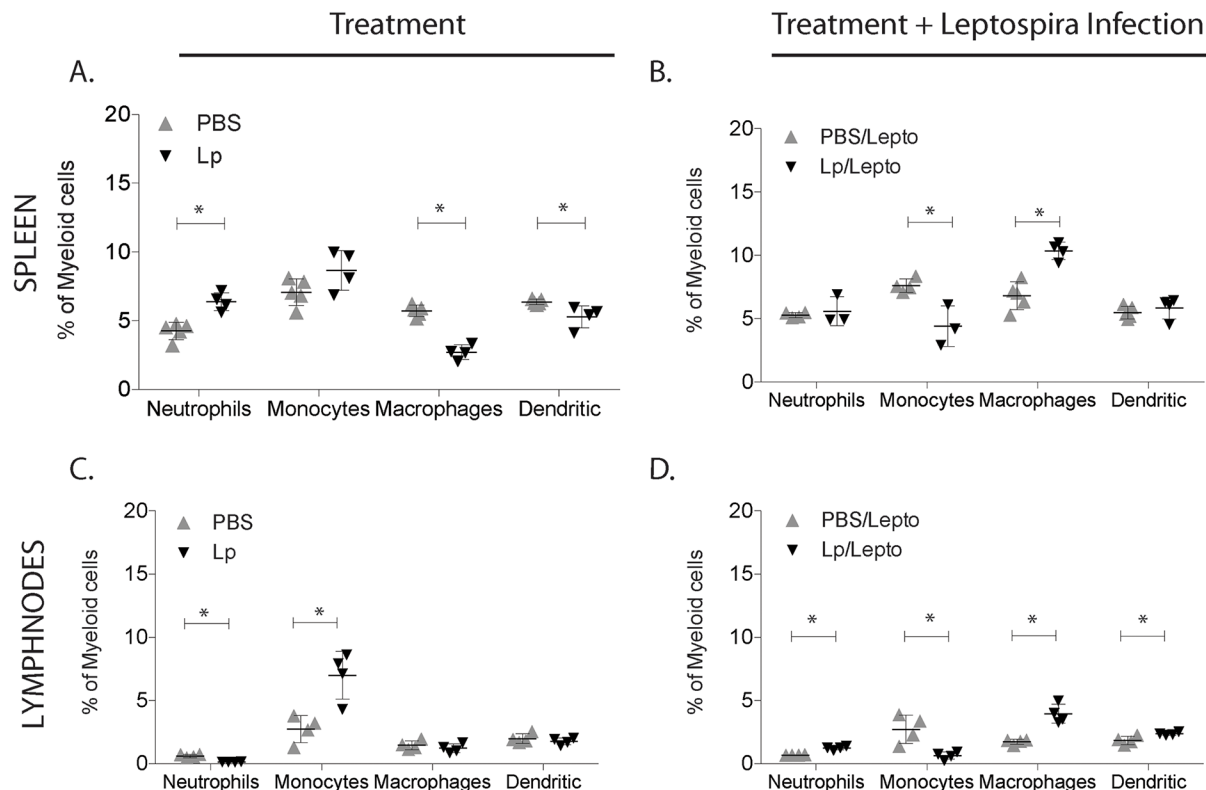 Treatment
Treatment + Leptospira Infection
SPLEEN
A.
% of Myeloid cells
20
15
10
5
0
PBS
Lp
*
*
*
Neutrophils Monocytes Macrophages Dendritic
B.
% of Myeloid cells
20
15
10
5
0
PBS/Lepto
Lp/Lepto
*
*
Neutrophils Monocytes Macrophages Dendritic
LYMPHNODES
C.
% of Myeloid cells
20
15
10
5
0
PBS
Lp
*
*
Neutrophils Monocytes Macrophages Dendritic
D.
% of Myeloid cells
20
15
10
5
0
PBS/Lepto
Lp/Lepto
*
*
*
*
Neutrophils Monocytes Macrophages Dendritic